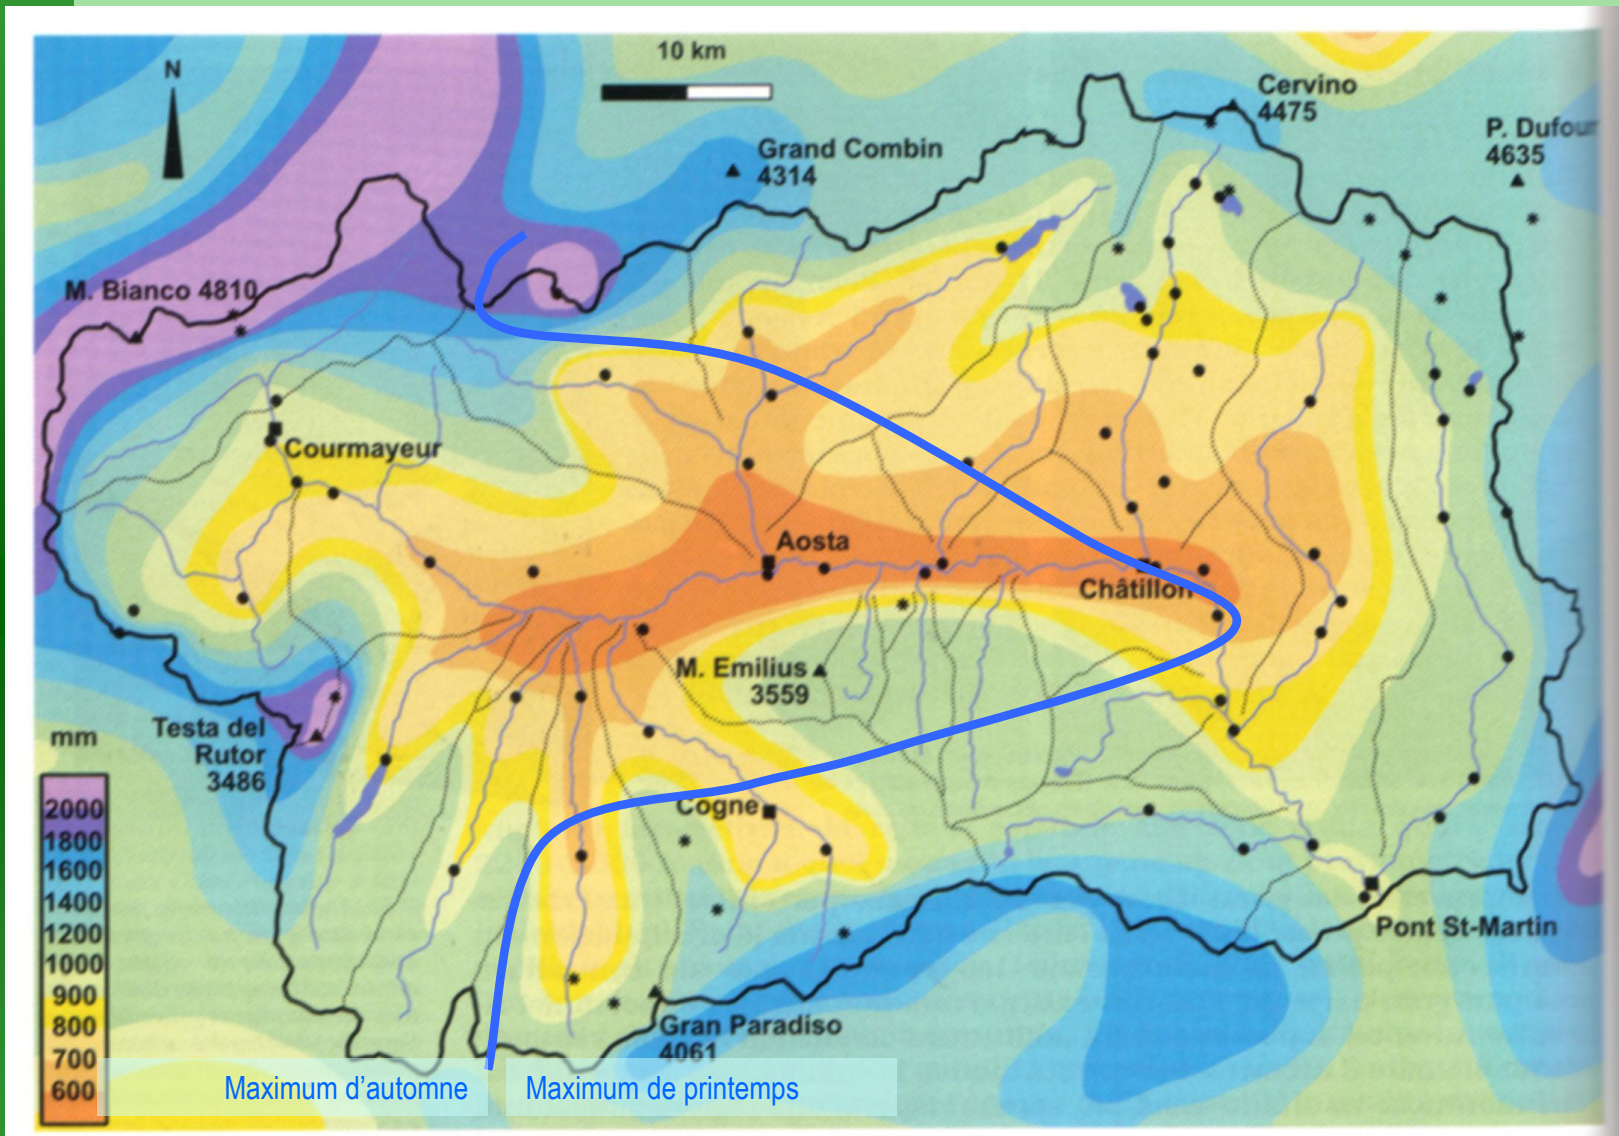 10 km
N
Cervino
4475
P. Dufour
4635
Grand Combin
4314
M. Bianco 4810
Courmayeur
Aosta
Châtillon
M. Emilius
3559
Testa del
Rutor
3486
mm
2000
1800
1600
1400
1200
1000
900
800
700
600
Cogne
Pont St-Martin
Gran Paradiso
4061
Maximum d’automne
Maximum de printemps